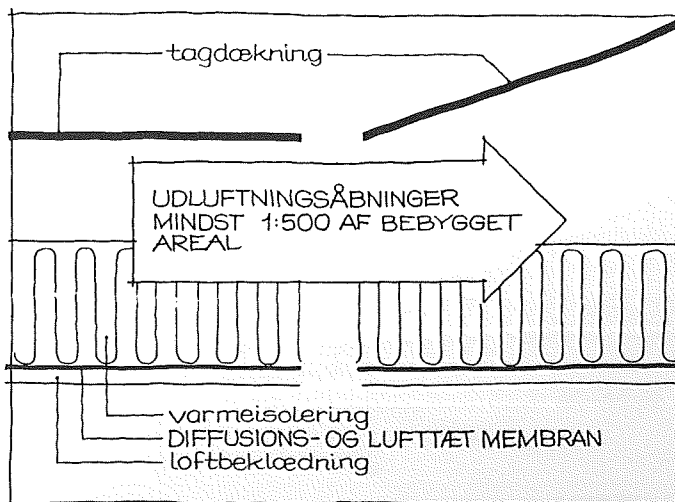 tagdækning
UDLUFTNINGSÅBNINGER
MINDST 1:500 AF BEBYGGET
AREAL
varmeisolering
DIFFUSIONS- OG LUFTTÆT MEMBRAN
loftbeklædning